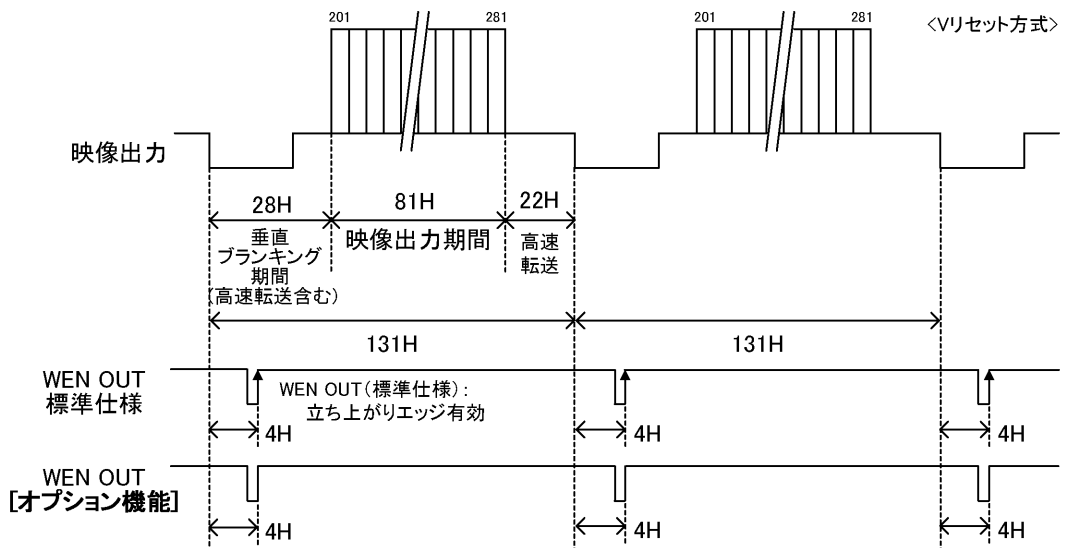 201
281
201
281
<Vリセット方式>
映像出力
28H
81H
22H
垂直
ブランキング
期間
(高速転送含む)
映像出力期間
高速
転送
131H
131H
WEN OUT
標準仕様
WEN OUT(標準仕様):
立ち上がりエッジ有効
4H
4H
4H
WEN OUT
[オプション機能]
4H
4H
4H